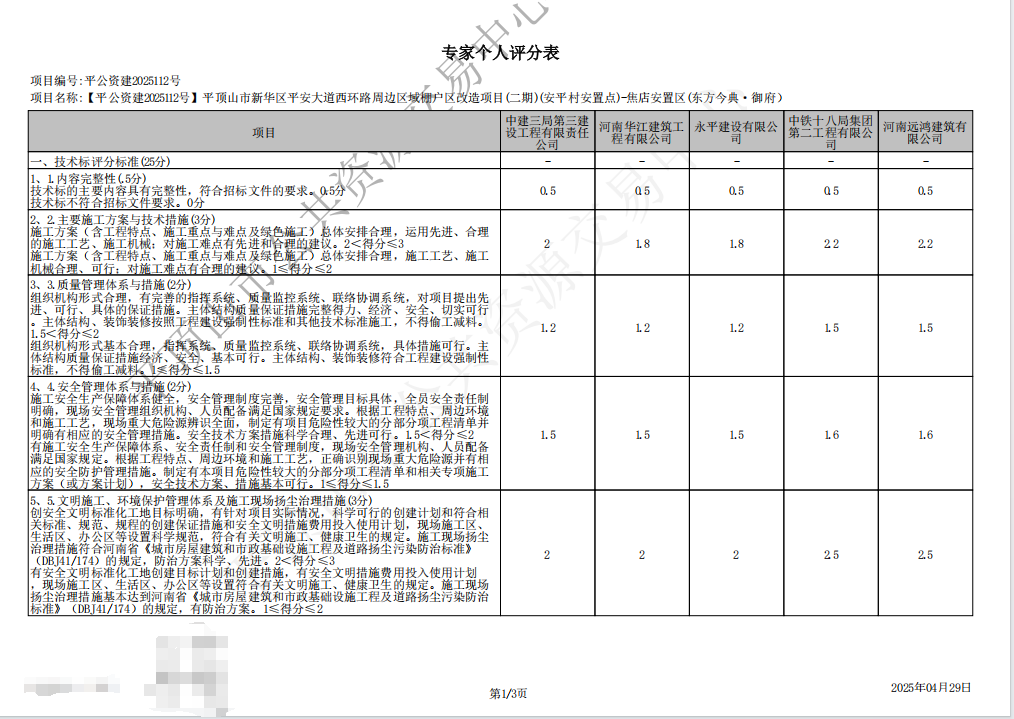 专家个人评分表
项目编号:平公资建2025112号
项目名称:【平公资建2025112号】平顶山市新华区平安大道西环路周边区域棚户区改造项目(二期)(安平村安置点)-焦店安置区(东方今典·御府)
项目
中建三局第三建
设工程有限责任
公司
河南华江建筑工
程有限公司
永平建设有限公
司
中铁十八局集团
第二工程有限公
司
河南远鸿建筑有
限公司
一、技术标评分标准(25分)
-
-
-
-
-
1、1.内容完整性(.5分)
技术标的主要内容具有完整性，符合招标文件的要求。0.5分
技术标不符合招标文件要求。0分
0.5
0.5
0.5
0.5
0.5
2、2.主要施工方案与技术措施(3分)
施工方案（含工程特点、施工重点与难点及绿色施工）总体安排合理，运用先进、合理
的施工工艺、施工机械；对施工难点有先进和合理的建议。2＜得分≤3
施工方案（含工程特点、施工重点与难点及绿色施工）总体安排合理，施工工艺、施工
机械合理、可行；对施工难点有合理的建议。1≤得分≤2
2
1.8
1.8
2.2
2.2
3、3.质量管理体系与措施(2分)
组织机构形式合理，有完善的指挥系统、质量监控系统、联络协调系统，对项目提出先
进、可行、具体的保证措施。主体结构质量保证措施完整得力、经济、安全、切实可行
。主体结构、装饰装修按照工程建设强制性标准和其他技术标准施工，不得偷工减料。
1.5＜得分≤2
组织机构形式基本合理，指挥系统、质量监控系统、联络协调系统，具体措施可行。主
体结构质量保证措施经济、安全、基本可行。主体结构、装饰装修符合工程建设强制性
标准，不得偷工减料。1≤得分≤1.5
1.2
1.2
1.2
1.5
1.5
4、4.安全管理体系与措施(2分)
施工安全生产保障体系健全，安全管理制度完善，安全管理目标具体，全员安全责任制
明确，现场安全管理组织机构、人员配备满足国家规定要求。根据工程特点、周边环境
和施工工艺，现场重大危险源辨识全面，制定有项目危险性较大的分部分项工程清单并
明确有相应的安全管理措施。安全技术方案措施科学合理、先进可行。1.5＜得分≤2
有施工安全生产保障体系、安全责任制和安全管理制度，现场安全管理机构、人员配备
满足国家规定。根据工程特点、周边环境和施工工艺，正确识别现场重大危险源并有相
应的安全防护管理措施。制定有本项目危险性较大的分部分项工程清单和相关专项施工
方案（或方案计划），安全技术方案、措施基本可行。1≤得分≤1.5
1.5
1.5
1.5
1.6
1.6
5、5.文明施工、环境保护管理体系及施工现场扬尘治理措施(3分)
创安全文明标准化工地目标明确，有针对项目实际情况，科学可行的创建计划和符合相
关标准、规范、规程的创建保证措施和安全文明措施费用投入使用计划，现场施工区、
生活区、办公区等设置科学规范，符合有关文明施工、健康卫生的规定。施工现场扬尘
治理措施符合河南省《城市房屋建筑和市政基础设施工程及道路扬尘污染防治标准》
（DBJ41/174）的规定，防治方案科学、先进。2＜得分≤3
有安全文明标准化工地创建目标计划和创建措施，有安全文明措施费用投入使用计划
，现场施工区、生活区、办公区等设置符合有关文明施工、健康卫生的规定。施工现场
扬尘治理措施基本达到河南省《城市房屋建筑和市政基础设施工程及道路扬尘污染防治
标准》（DBJ41/174）的规定，有防治方案。1≤得分≤2
2
2
2
2.5
2.5
第1/3页
2025年04月29日